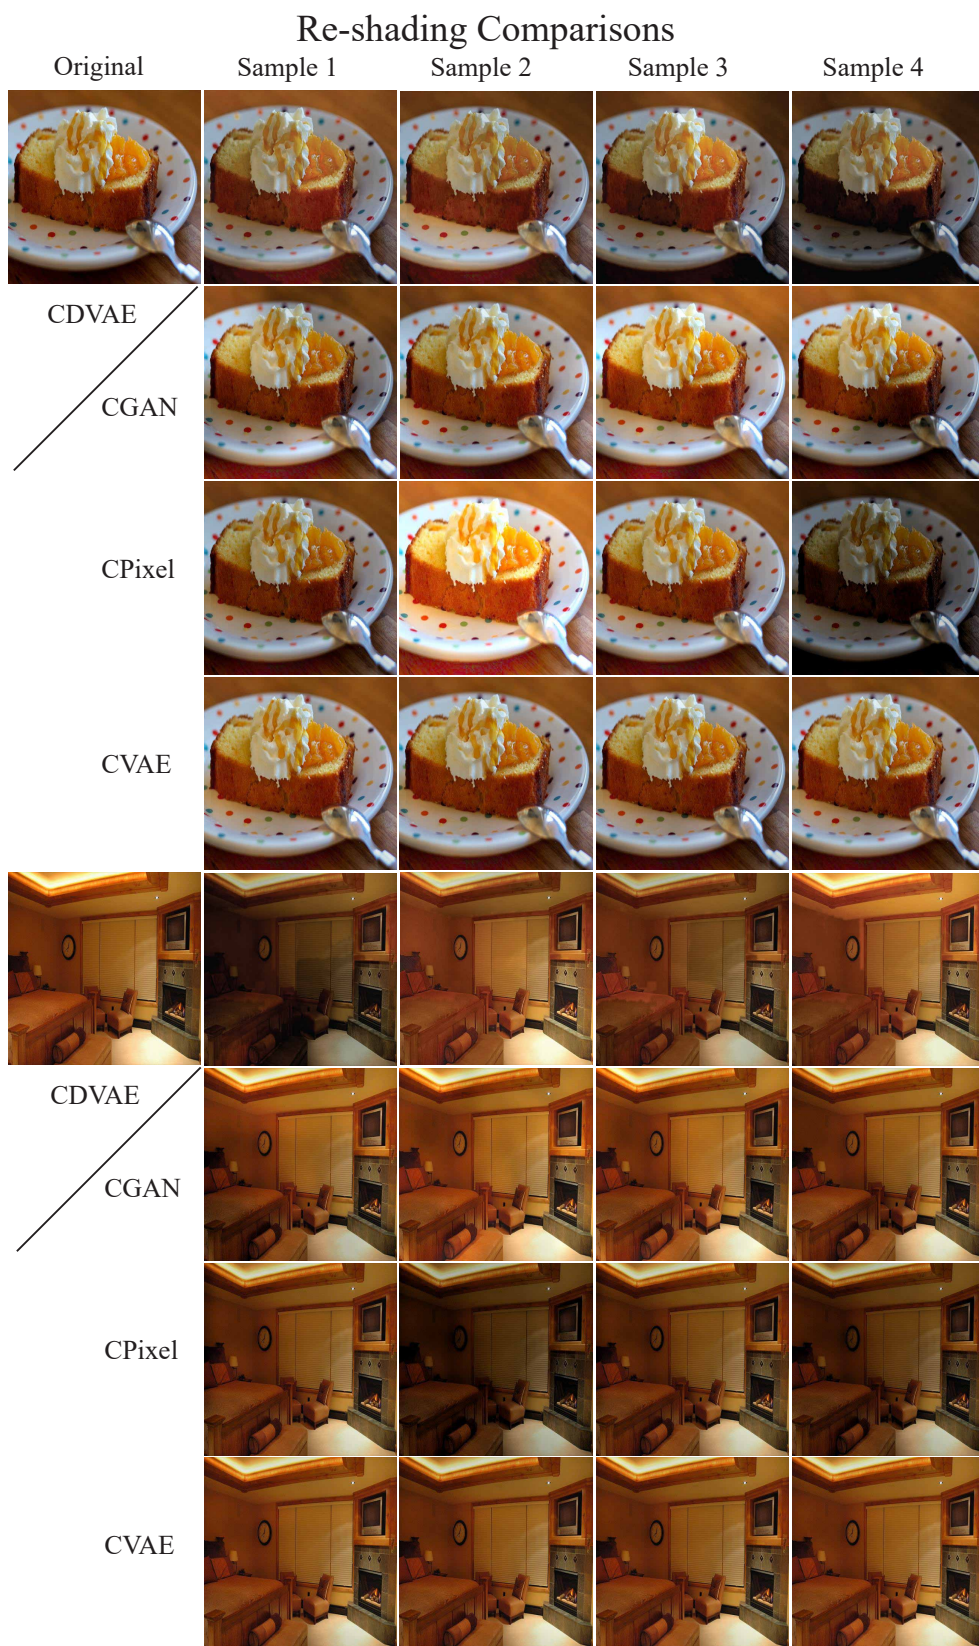 Re-shading Comparisons
Original Sample 1 Sample 2 Sample 3 Sample 4
CDVAE
CGAN
CPixel
CVAE
CDVAE
CGAN
CPixel
CVAE